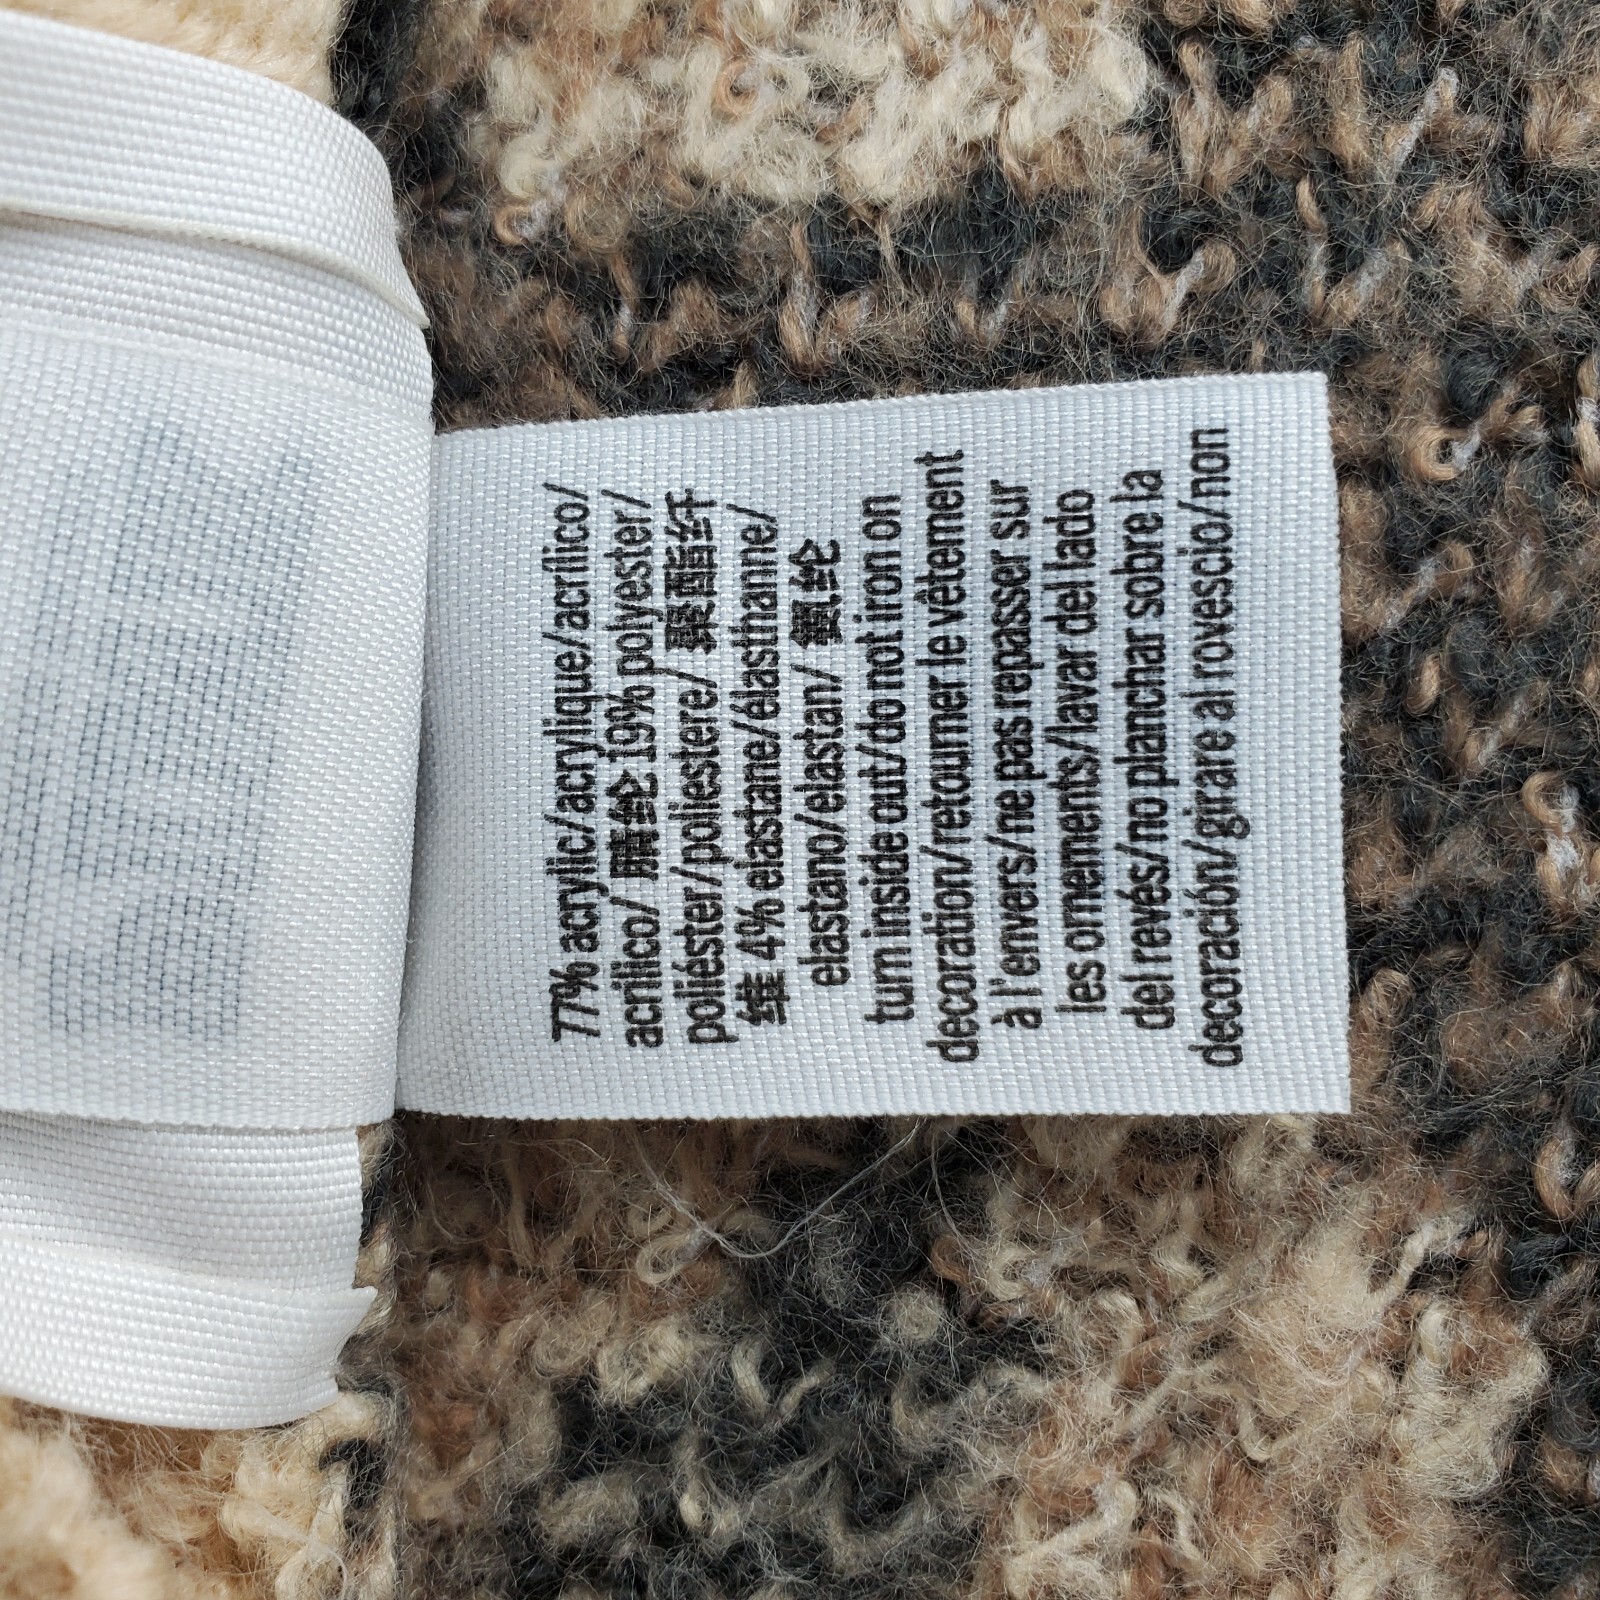 77% acrylic/acrylique/acrílico/
acrilico/ 腈纶 19% polyester/
poliéster/poliestere/ 聚酯纤
维 4% elastane/élasthanne/
elastano/elastan/ 氨纶
turn inside out/do not iron on
decoration/retourner le vêtement
à l'envers/ne pas repasser sur
les ornements/lavar del lado
del revés/no planchar sobre la
decoración/girare al rovescio/non